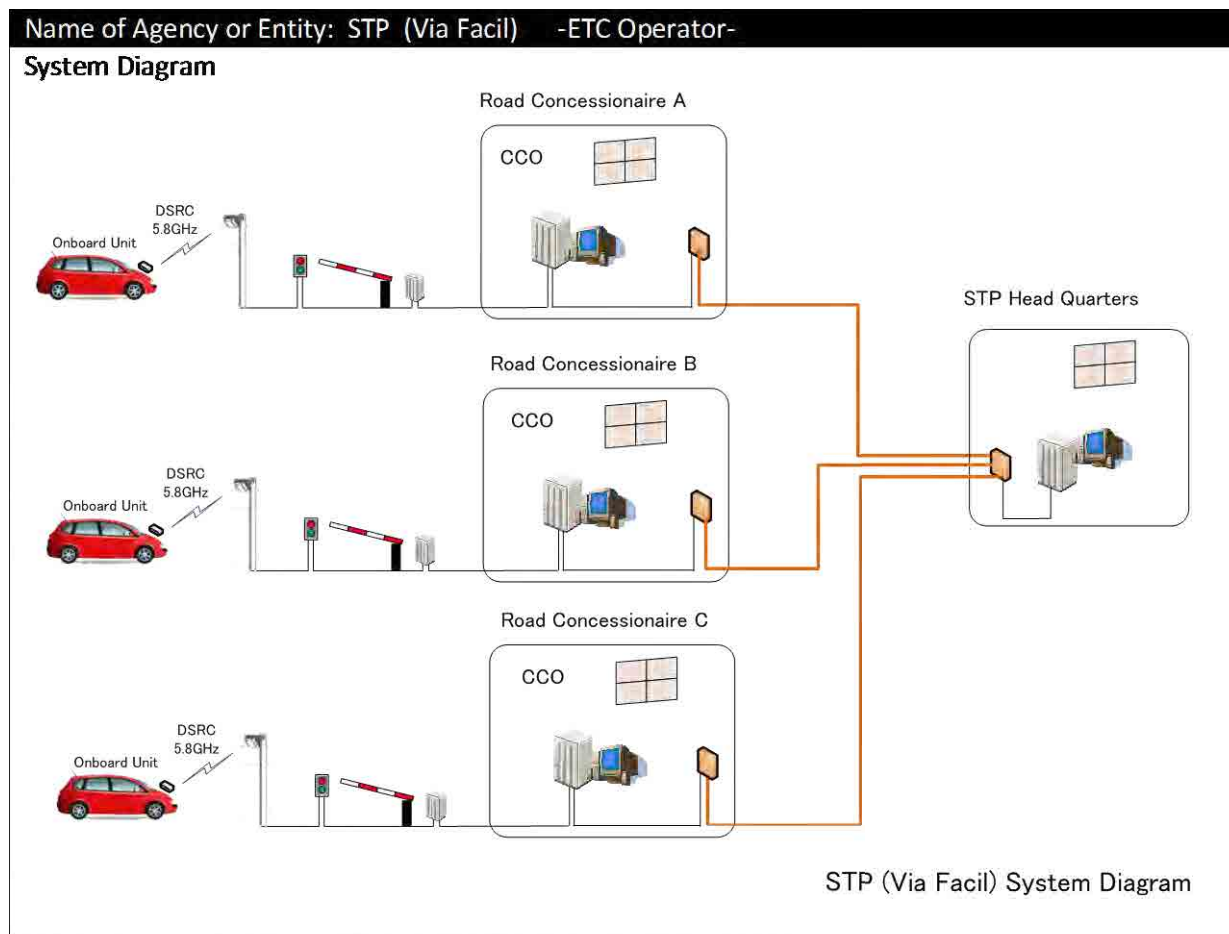 Name of Agency or Entity: STP (Via Facil) -ETC Operator-
System Diagram
Road Concessionaire A
CCO
DSRC
5.8GHz
Onboard Unit
STP Head Quarters
Road Concessionaire B
CCO
DSRC
5.8GHz
Onboard Unit
Road Concessionaire C
CCO
DSRC
5.8GHz
Onboard Unit
STP (Via Facil) System Diagram